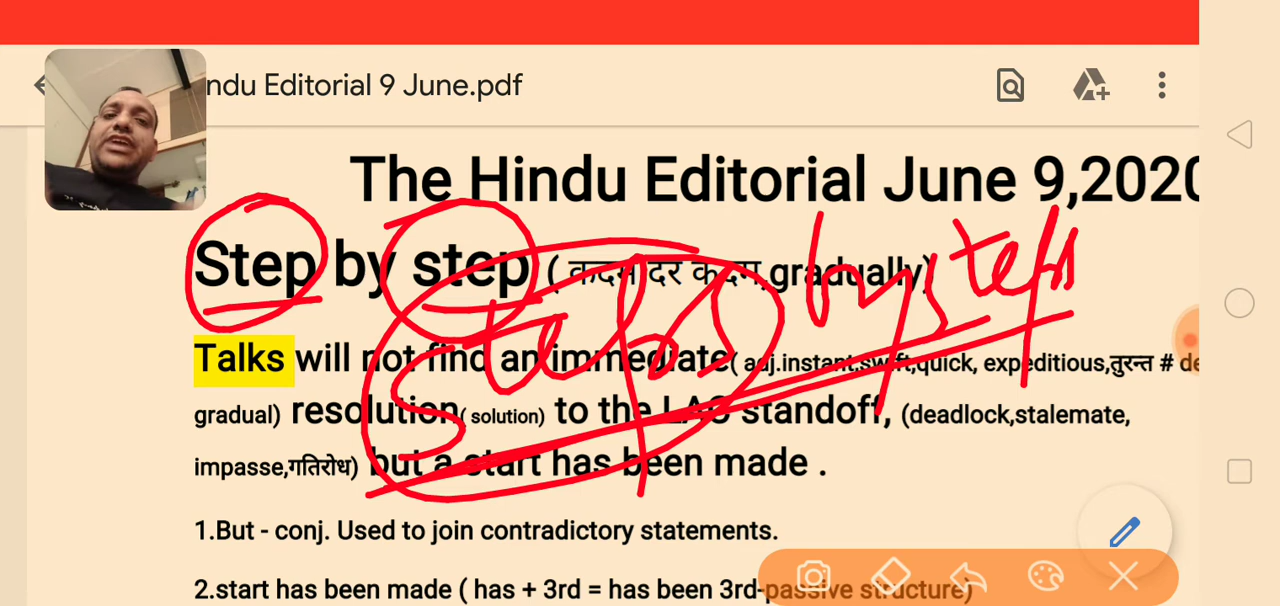 ndu Editorial 9 June.pdf
The Hindu Editorial June 9,2020
Step by step ( कदम दर कदम,gradually)
steps by steps
Talks will not find an immediate( adj.instant,swift,quick, expeditious,तुरन्त # de
gradual) resolution( solution) to the LAC standoff, (deadlock,stalemate,
impasse,गतिरोध) but a start has been made .
1.But - conj. Used to join contradictory statements.
2.start has been made ( has + 3rd = has been 3rd-passive structure)